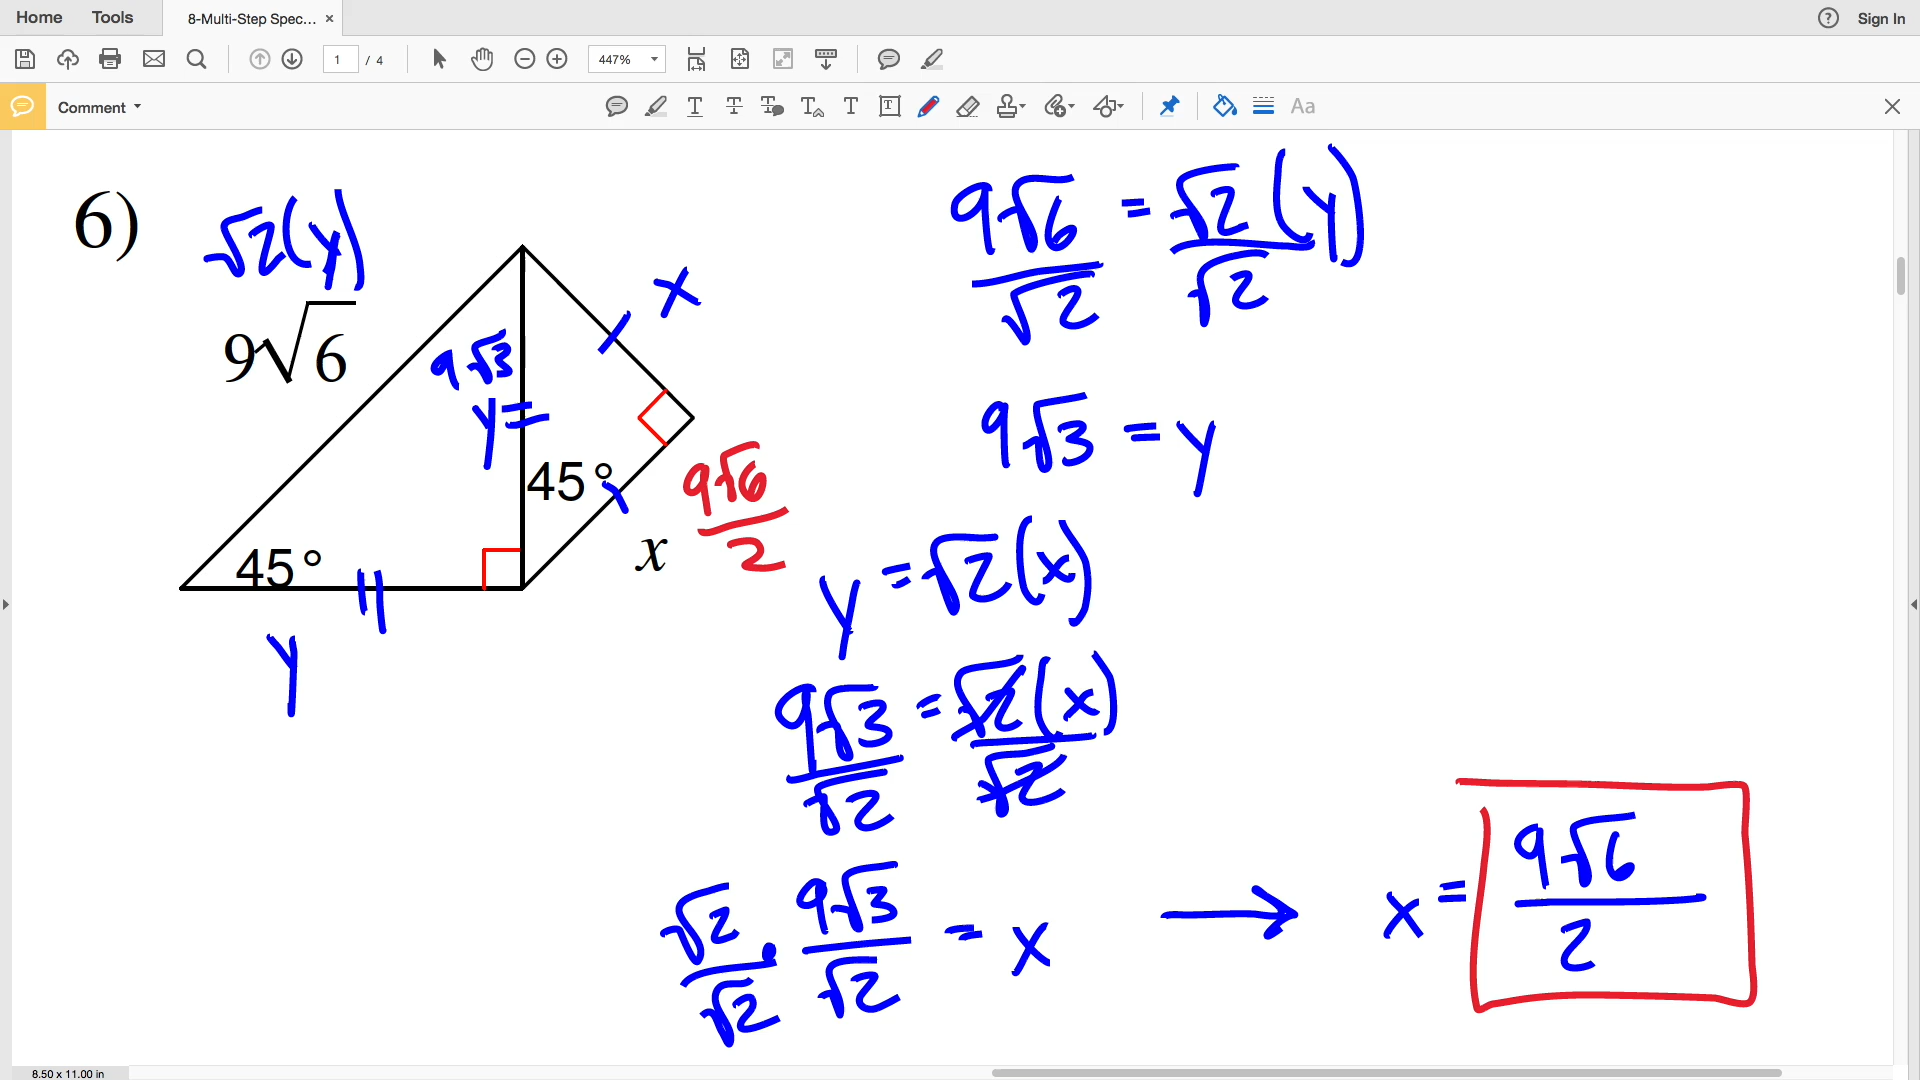 Home Tools 8-Multi-Step Spec... × ? Sign In
1 / 4 447%
Comment T T T T T T Aa
6)
√2(y)
9√6
9√3
y=
x
45°
45°
x
9√6/2
y
9√6/√2 = √2(y)/√2
9√3 = y
y = √2(x)
9√3/√2 = √2(x)/√2
√2/√2 · 9√3/√2 = x → x = 9√6/2
8.50 x 11.00 in